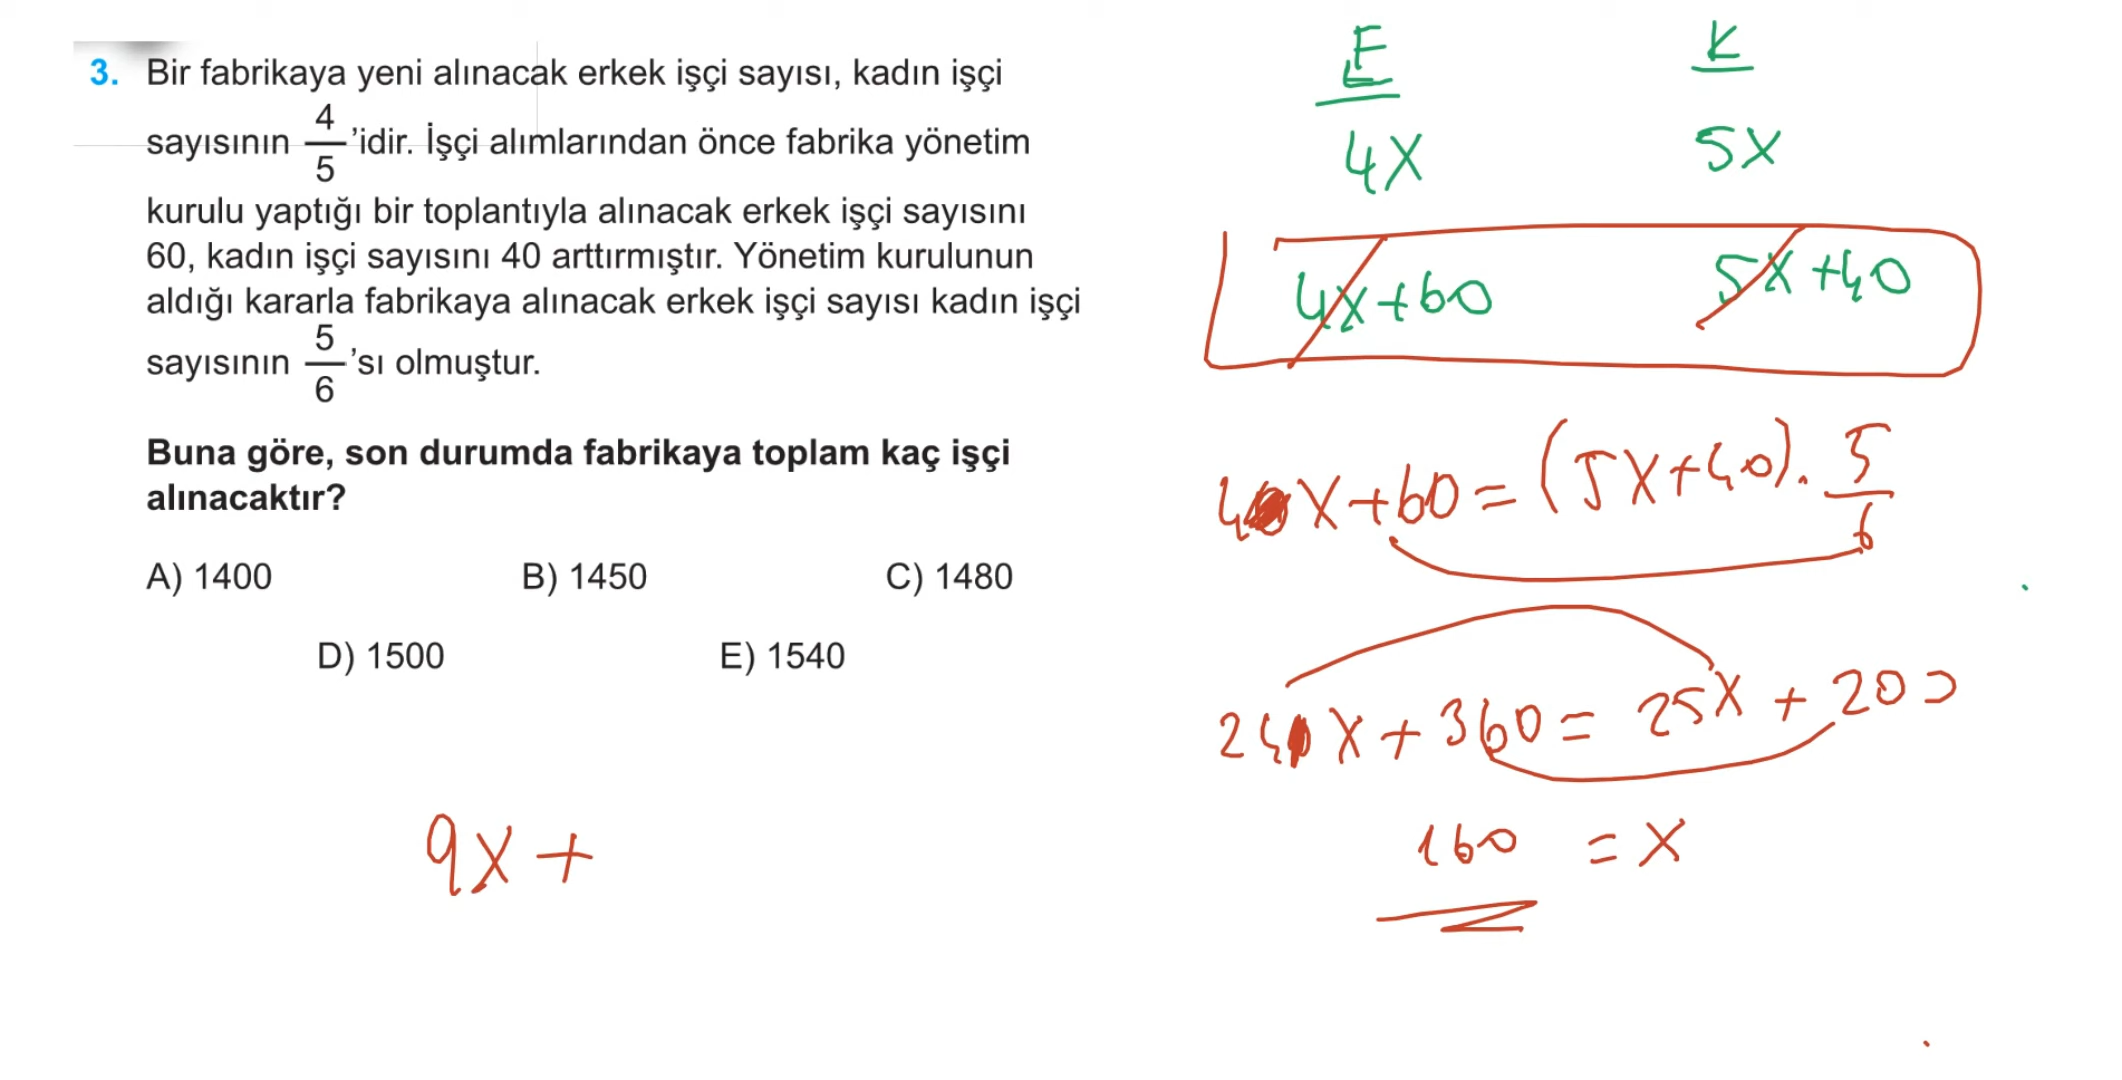 3. Bir fabrikaya yeni alınacak erkek işçi sayısı, kadın işçi
sayısının 4/5 'idir. İşçi alımlarından önce fabrika yönetim
kurulu yaptığı bir toplantıyla alınacak erkek işçi sayısını
60, kadın işçi sayısını 40 arttırmıştır. Yönetim kurulunun
aldığı kararla fabrikaya alınacak erkek işçi sayısı kadın işçi
sayısının 5/6 'sı olmuştur.
Buna göre, son durumda fabrikaya toplam kaç işçi
alınacaktır?
A) 1400 B) 1450 C) 1480
D) 1500 E) 1540
9x +
E K
4x 5x
4x+60 5x+40
4x+60=(5x+40).5/6
24x+360=25x+200
160 = x